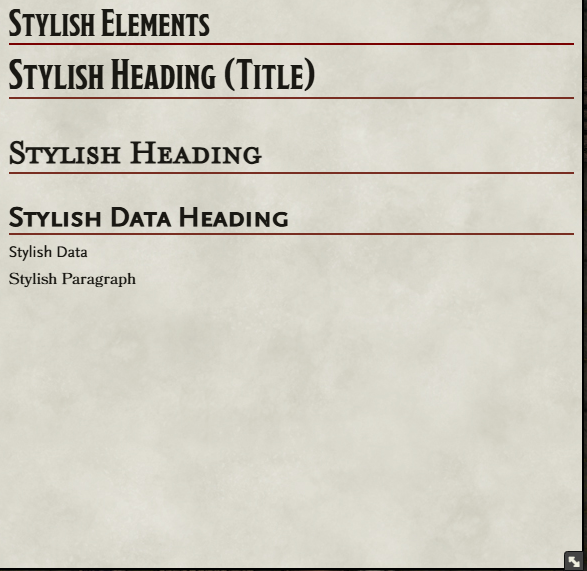 Stylish Elements
Stylish Heading (Title)
Stylish Heading
Stylish Data Heading
Stylish Data
Stylish Paragraph